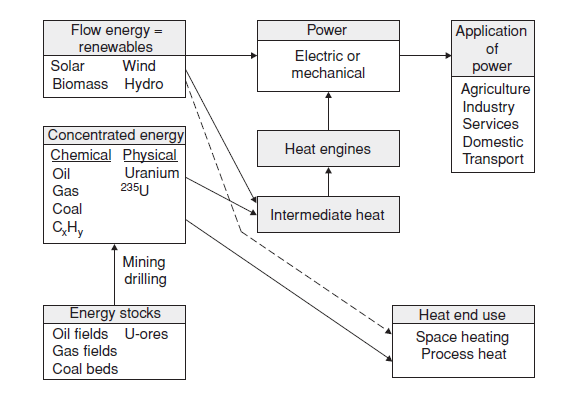 Flow energy =
renewables
Solar Wind
Biomass Hydro
Power
Electric or
mechanical
Application
of
power
Agriculture
Industry
Services
Domestic
Transport
Concentrated energy
Chemical Physical
Oil Uranium
Gas ²³⁵U
Coal
CₓHᵧ
Heat engines
Intermediate heat
Mining
drilling
Energy stocks
Oil fields U-ores
Gas fields
Coal beds
Heat end use
Space heating
Process heat